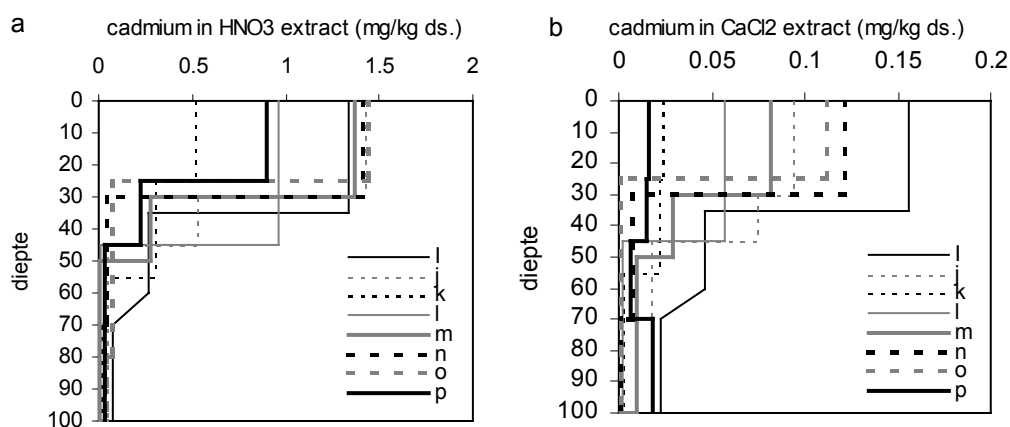 a
cadmium in HNO3 extract (mg/kg ds.)
0 0.5 1 1.5 2
0
10
20
30
40
50
60
70
80
90
100
diepte
I
j
k
l
m
n
o
p
b
cadmium in CaCl2 extract (mg/kg ds.)
0 0.05 0.1 0.15 0.2
0
10
20
30
40
50
60
70
80
90
100
diepte
I
j
k
l
m
n
o
p